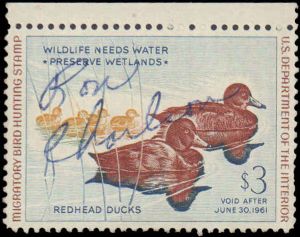 WILDLIFE NEEDS WATER
★ PRESERVE WETLANDS ★
MIGRATORY BIRD HUNTING STAMP
U.S. DEPARTMENT OF THE INTERIOR
$3
REDHEAD DUCKS
VOID AFTER
JUNE 30, 1961